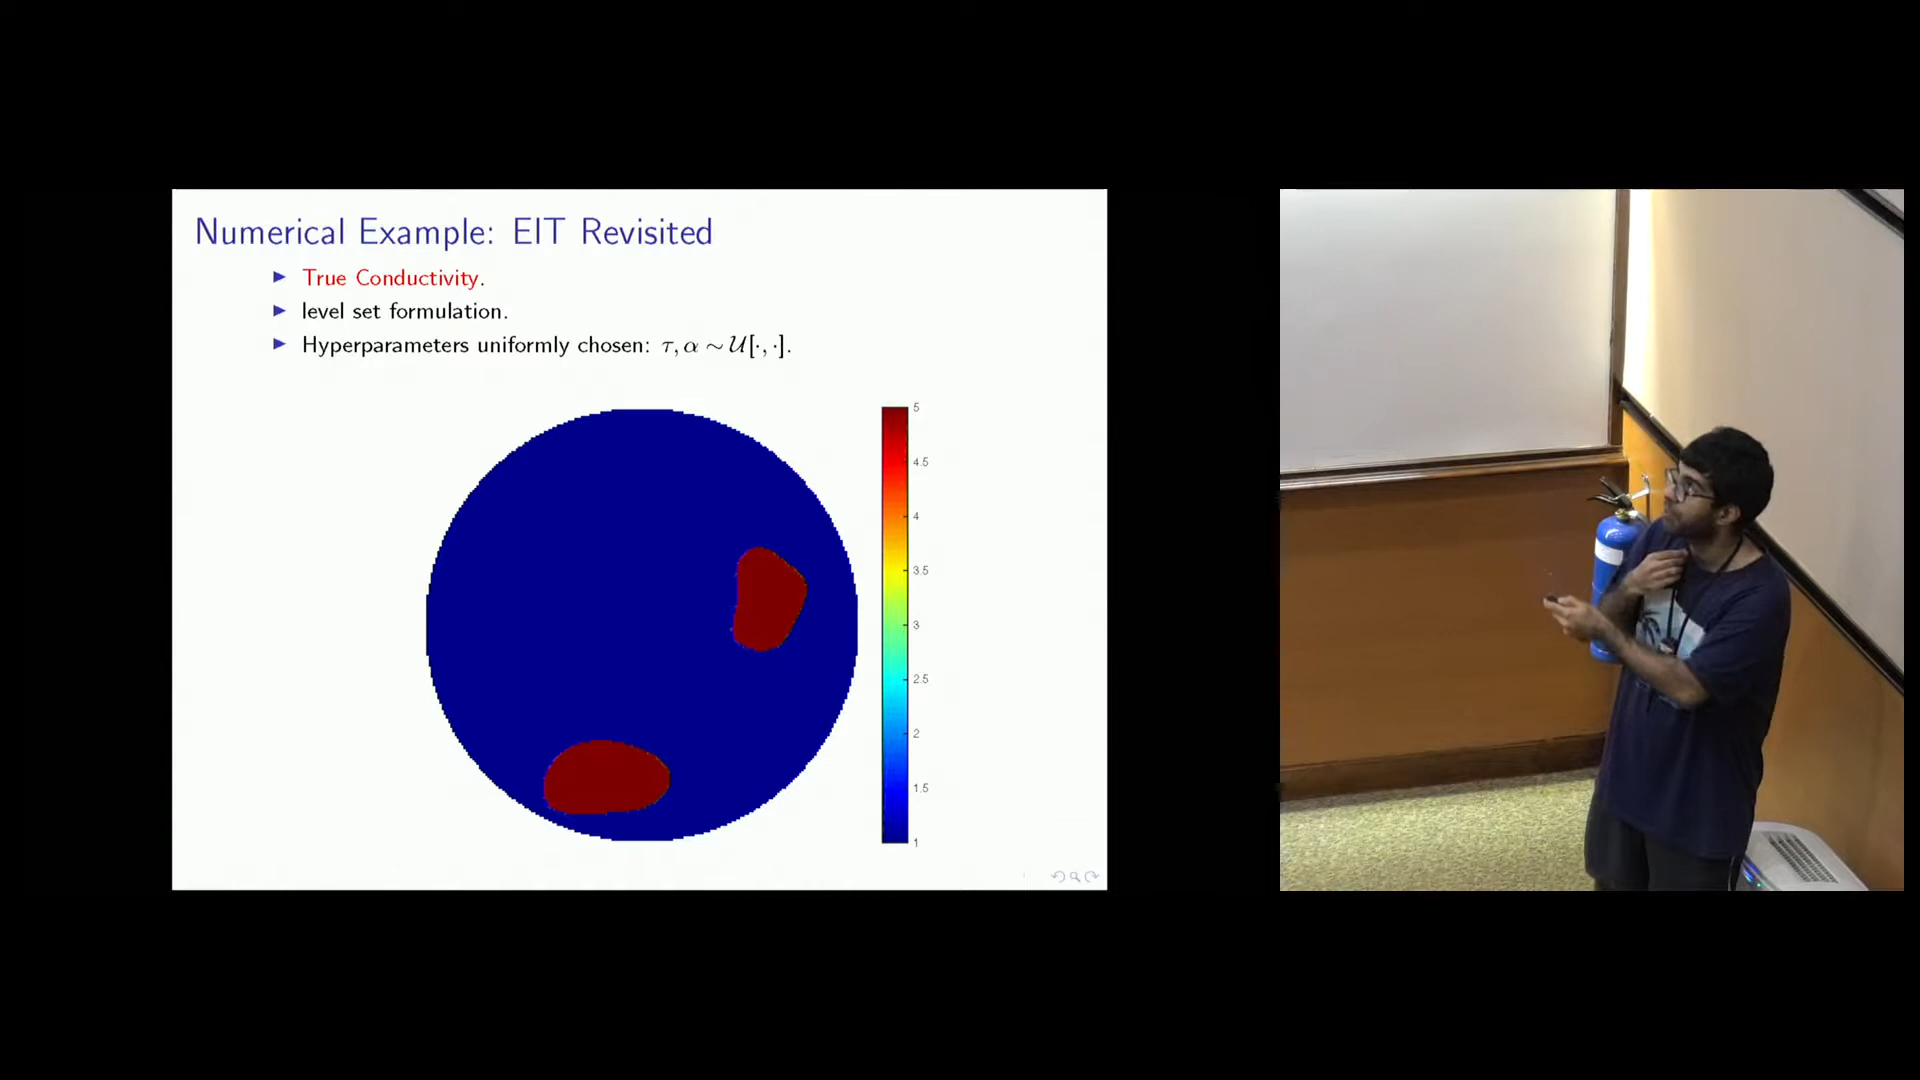 Numerical Example: EIT Revisited
True Conductivity.
level set formulation.
Hyperparameters uniformly chosen: τ, α ∼ 𝒰[·, ·].
5
4.5
4
3.5
3
2.5
2
1.5
1